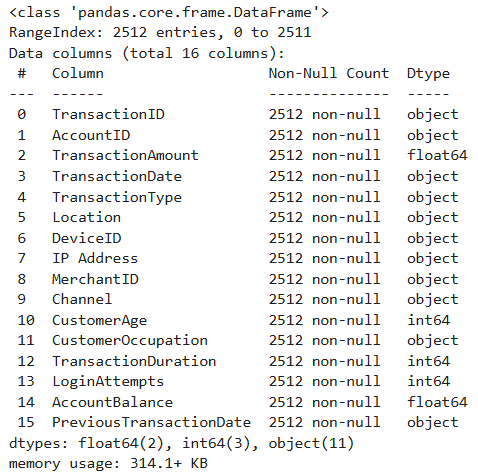 <class 'pandas.core.frame.DataFrame'>
RangeIndex: 2512 entries, 0 to 2511
Data columns (total 16 columns):
 #   Column                   Non-Null Count  Dtype
---  ------                   --------------  -----
 0   TransactionID            2512 non-null   object
 1   AccountID                2512 non-null   object
 2   TransactionAmount        2512 non-null   float64
 3   TransactionDate          2512 non-null   object
 4   TransactionType          2512 non-null   object
 5   Location                 2512 non-null   object
 6   DeviceID                 2512 non-null   object
 7   IP Address               2512 non-null   object
 8   MerchantID               2512 non-null   object
 9   Channel                  2512 non-null   object
 10  CustomerAge              2512 non-null   int64
 11  CustomerOccupation       2512 non-null   object
 12  TransactionDuration      2512 non-null   int64
 13  LoginAttempts            2512 non-null   int64
 14  AccountBalance           2512 non-null   float64
 15  PreviousTransactionDate  2512 non-null   object
dtypes: float64(2), int64(3), object(11)
memory usage: 314.1+ KB